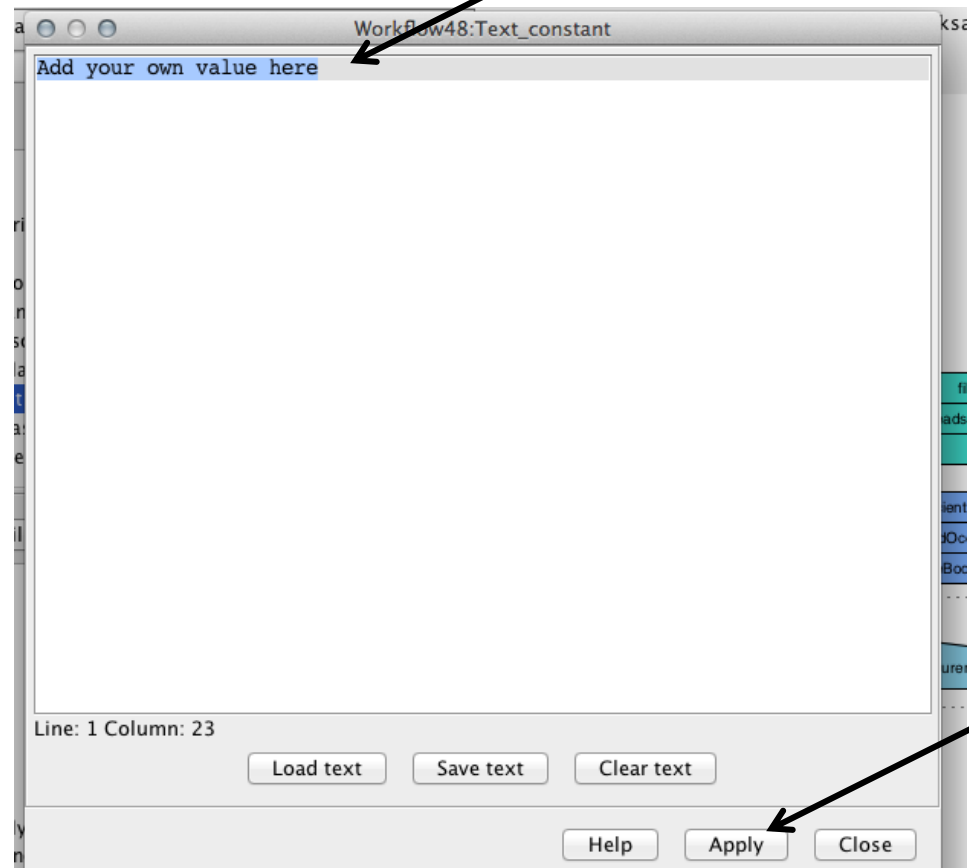 Workflow48:Text_constant
Add your own value here
Line: 1 Column: 23
Load text Save text Clear text
Help Apply Close